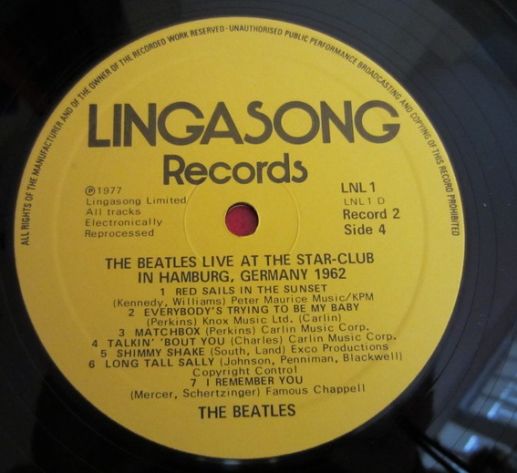 ALL RIGHTS OF THE MANUFACTURER AND OF THE OWNER OF THE RECORDED WORK RESERVED-UNAUTHORISED PUBLIC PERFORMANCE BROADCASTING AND COPYING OF THIS RECORD PROHIBITED
LINGASONG
Records
℗1977
Lingasong Limited
All tracks
Electronically
Reprocessed
LNL 1
LNL 1 D
Record 2
Side 4
THE BEATLES LIVE AT THE STAR-CLUB
IN HAMBURG, GERMANY 1962
1 RED SAILS IN THE SUNSET
(Kennedy, Williams) Peter Maurice Music/KPM
2 EVERYBODY'S TRYING TO BE MY BABY
(Perkins) Knox Music Ltd. (Carlin)
3 MATCHBOX (Perkins) Carlin Music Corp.
4 TALKIN' 'BOUT YOU (Charles) Carlin Music Corp.
5 SHIMMY SHAKE (South, Land) Exco Productions
6 LONG TALL SALLY (Johnson, Penniman, Blackwell)
Copyright Control
7 I REMEMBER YOU
(Mercer, Schertzinger) Famous Chappell
THE BEATLES